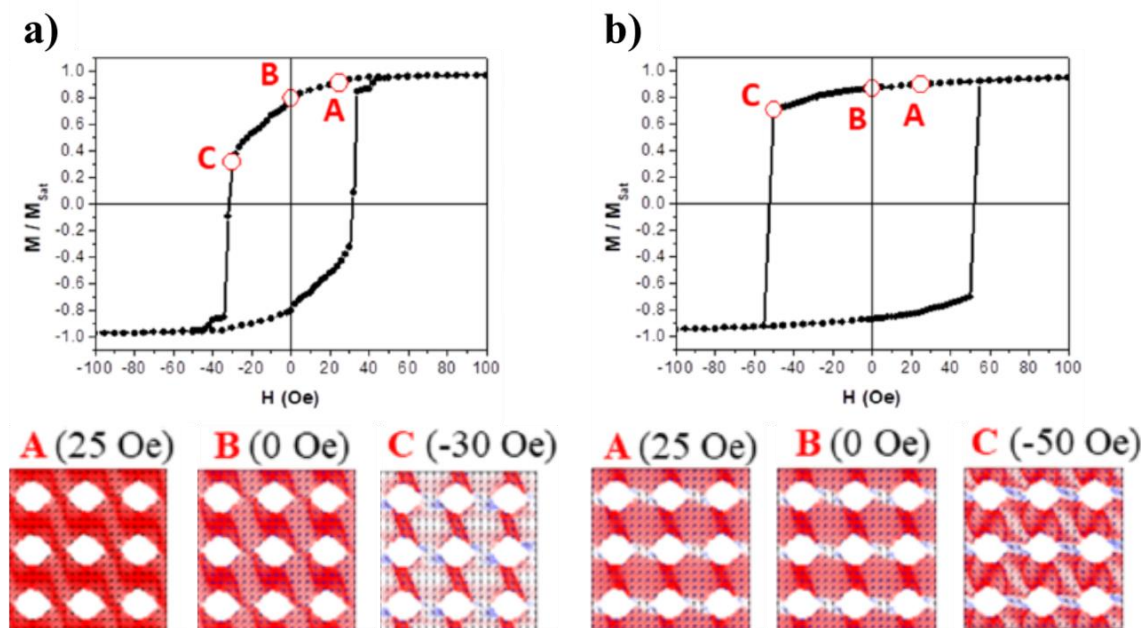 a)
1.0
0.8
0.6
0.4
0.2
0.0
-0.2
-0.4
-0.6
-0.8
-1.0
M / M_Sat
-100 -80 -60 -40 -20 0 20 40 60 80 100
H (Oe)
B
A
C
A (25 Oe) B (0 Oe) C (-30 Oe)
b)
1.0
0.8
0.6
0.4
0.2
0.0
-0.2
-0.4
-0.6
-0.8
-1.0
M / M_Sat
-100 -80 -60 -40 -20 0 20 40 60 80 100
H (Oe)
C
B
A
A (25 Oe) B (0 Oe) C (-50 Oe)